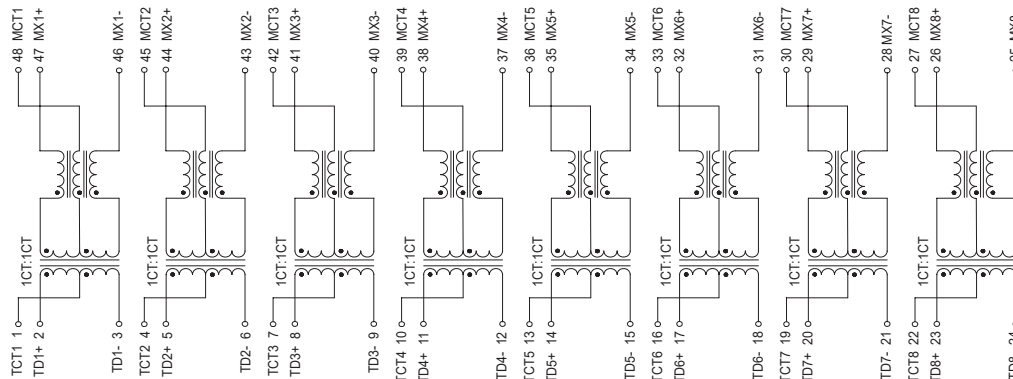 48 MCT1
47 MX1+
46 MX1-
45 MCT2
44 MX2+
43 MX2-
42 MCT3
41 MX3+
40 MX3-
39 MCT4
38 MX4+
37 MX4-
36 MCT5
35 MX5+
34 MX5-
33 MCT6
32 MX6+
31 MX6-
30 MCT7
29 MX7+
28 MX7-
27 MCT8
26 MX8+
1CT:1CT
1CT:1CT
1CT:1CT
1CT:1CT
1CT:1CT
1CT:1CT
1CT:1CT
1CT:1CT
TCT1 1
TD1+ 2
TD1- 3
TCT2 4
TD2+ 5
TD2- 6
TCT3 7
TD3+ 8
TD3- 9
TCT4 10
TD4+ 11
TD4- 12
TCT5 13
TD5+ 14
TD5- 15
TCT6 16
TD6+ 17
TD6- 18
TCT7 19
TD7+ 20
TD7- 21
TCT8 22
TD8+ 23